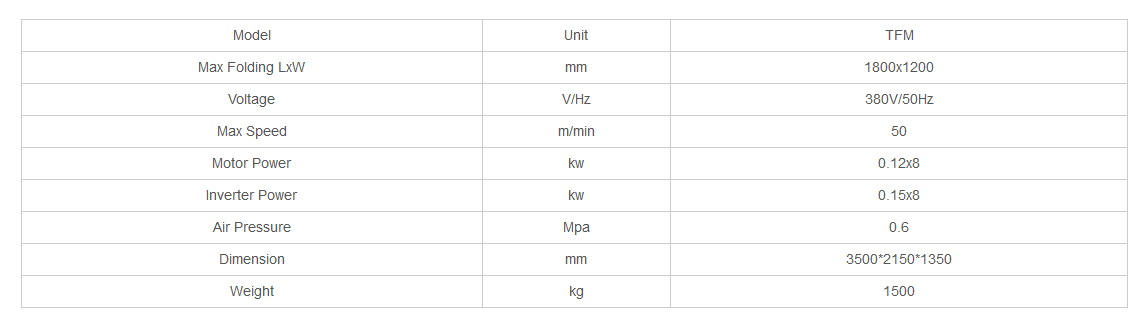 Model Unit TFM
Max Folding LxW mm 1800x1200
Voltage V/Hz 380V/50Hz
Max Speed m/min 50
Motor Power kw 0.12x8
Inverter Power kw 0.15x8
Air Pressure Mpa 0.6
Dimension mm 3500*2150*1350
Weight kg 1500